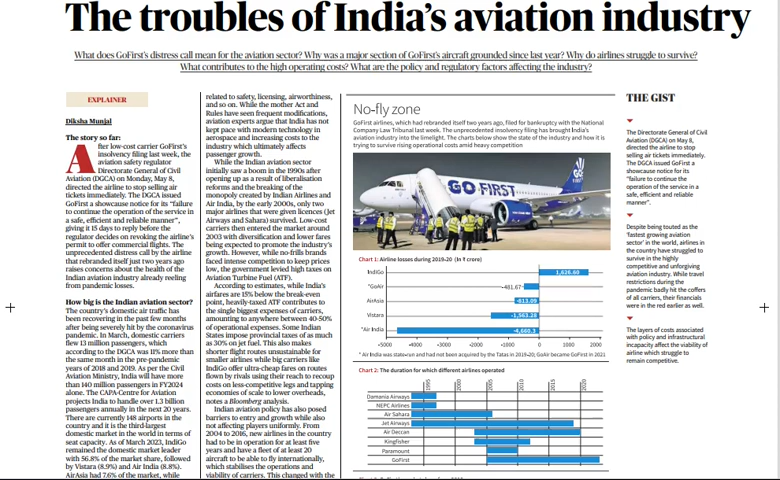 The troubles of India's aviation industry
What does GoFirst's distress call mean for the aviation sector? Why was a major section of GoFirst's aircraft grounded since last year? Why do airlines struggle to survive?
What contributes to the high operating costs? What are the policy and regulatory factors affecting the industry?
EXPLAINER
Diksha Munjal
The story so far:
After low-cost carrier GoFirst's
insolvency filing last week, the
aviation safety regulator
Directorate General of Civil
Aviation (DGCA) on Monday, May 8,
directed the airline to stop selling air
tickets immediately. The DGCA issued
GoFirst a showcause notice for its "failure
to continue the operation of the service in
a safe, efficient and reliable manner",
giving it 15 days to reply before the
regulator decides on revoking the airline's
permit to offer commercial flights. The
unprecedented distress call by the airline
that rebranded itself just two years ago
raises concerns about the health of the
Indian aviation industry already reeling
from pandemic losses.
How big is the Indian aviation sector?
The country's domestic air traffic has
been recovering in the past few months
after being severely hit by the coronavirus
pandemic. In March, domestic carriers
flew 13 million passengers, which
according to the DGCA was 11% more than
the same month in the pre-pandemic
years of 2018 and 2019. As per the Civil
Aviation Ministry, India will have more
than 140 million passengers in FY2024
alone. The CAPA-Centre for Aviation
projects India to handle over 1.3 billion
passengers annually in the next 20 years.
There are currently 148 airports in the
country and it is the third-largest
domestic market in the world in terms of
seat capacity. As of March 2023, IndiGo
remained the domestic market leader
with 56.8% of the market share, followed
by Vistara (8.9%) and Air India (8.8%).
AirAsia had 7.6% of the market, while
related to safety, licensing, airworthiness,
and so on. While the mother Act and
Rules have seen frequent modifications,
aviation experts argue that India has not
kept pace with modern technology in
aerospace and increasing costs to the
industry which ultimately affects
passenger growth.
While the Indian aviation sector
initially saw a boom in the 1990s after
opening up as a result of liberalisation
reforms and the breaking of the
monopoly created by Indian Airlines and
Air India, by the early 2000s, only two
major airlines that were given licences (Jet
Airways and Sahara) survived. Low-cost
carriers then entered the market around
2003 with diversification and lower fares
being expected to promote the industry's
growth. However, while no-frills brands
faced intense competition to keep prices
low, the government levied high taxes on
Aviation Turbine Fuel (ATF).
According to estimates, while India's
airfares are 15% below the break-even
point, heavily-taxed ATF contributes to
the single biggest expenses of carriers,
amounting to anywhere between 40-50%
of operational expenses. Some Indian
States impose provincial taxes of as much
as 30% on jet fuel. This also makes
shorter flight routes unsustainable for
smaller airlines while big carriers like
IndiGo offer ultra-cheap fares on routes
flown by rivals using their reach to recoup
costs on less-competitive legs and tapping
economies of scale to lower overheads,
notes a Bloomberg analysis.
Indian aviation policy has also posed
barriers to entry and growth while also
not affecting players uniformly. From
2004 to 2016, new airlines in the country
had to be in operation for at least five
years and have a fleet of at least 20
aircraft to be able to fly internationally,
which stabilises the operations and
viability of carriers. This changed with the
No-fly zone
GoFirst airlines, which had rebranded itself two years ago, filed for bankruptcy with the National
Company Law Tribunal last week. The unprecedented insolvency filing has brought India's
aviation industry into the limelight. The charts below show the state of the industry and how it is
trying to survive rising operational costs amid heavy competition
GO FIRST
Chart 1: Airline losses during 2019-20 (In ₹ crore)
IndiGo 1,626.60
*GoAir -481.67
AirAsia -813.09
Vistara -1,563.28
*Air India -4,660.3
-5000 -4000 -3000 -2000 -1000 0 1000 2000
* Air India was state-run and had not been acquired by the Tatas in 2019-20; GoAir became GoFirst in 2021
Chart 2: The duration for which different airlines operated
1995 2000 2005 2010 2015 2020
Damania Airways
NEPC Airlines
Air Sahara
Jet Airways
Air Deccan
Kingfisher
Paramount
GoFirst
THE GIST
The Directorate General of Civil
Aviation (DGCA) on May 8,
directed the airline to stop
selling air tickets immediately.
The DGCA issued GoFirst a
showcause notice for its
"failure to continue the
operation of the service in a
safe, efficient and reliable
manner".
Despite being touted as the
'fastest growing aviation
sector' in the world, airlines in
the country have struggled to
survive in the highly
competitive and unforgiving
aviation industry. While travel
restrictions during the
pandemic badly hit the coffers
of all carriers, their financials
were in the red earlier as well.
The layers of costs associated
with policy and infrastructural
incapacity affect the viability of
airline which struggle to
remain competitive.